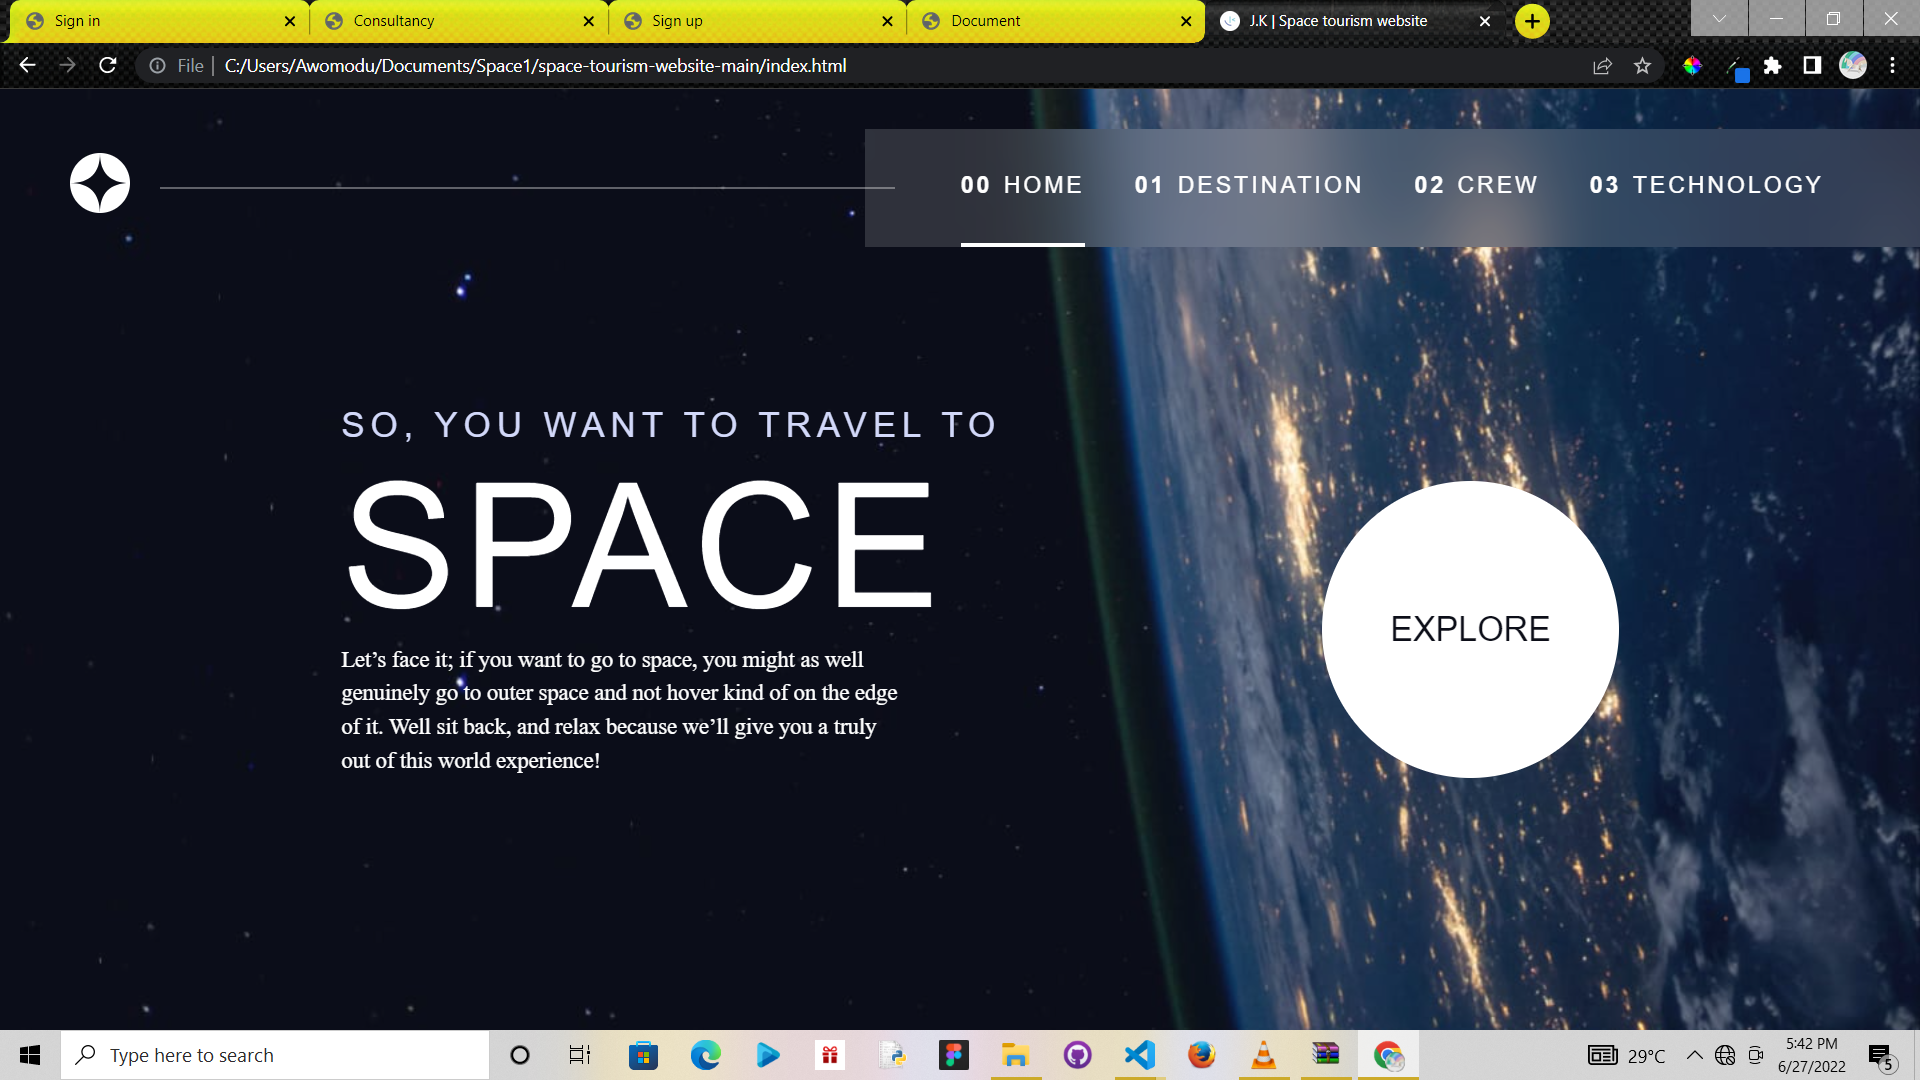 Sign in
Consultancy
Sign up
Document
J.K | Space tourism website
File | C:/Users/Awomodu/Documents/Space1/space-tourism-website-main/index.html
00 HOME 01 DESTINATION 02 CREW 03 TECHNOLOGY
SO, YOU WANT TO TRAVEL TO
SPACE
Let’s face it; if you want to go to space, you might as well
genuinely go to outer space and not hover kind of on the edge
of it. Well sit back, and relax because we’ll give you a truly
out of this world experience!
EXPLORE
Type here to search
29°C
5:42 PM
6/27/2022
5